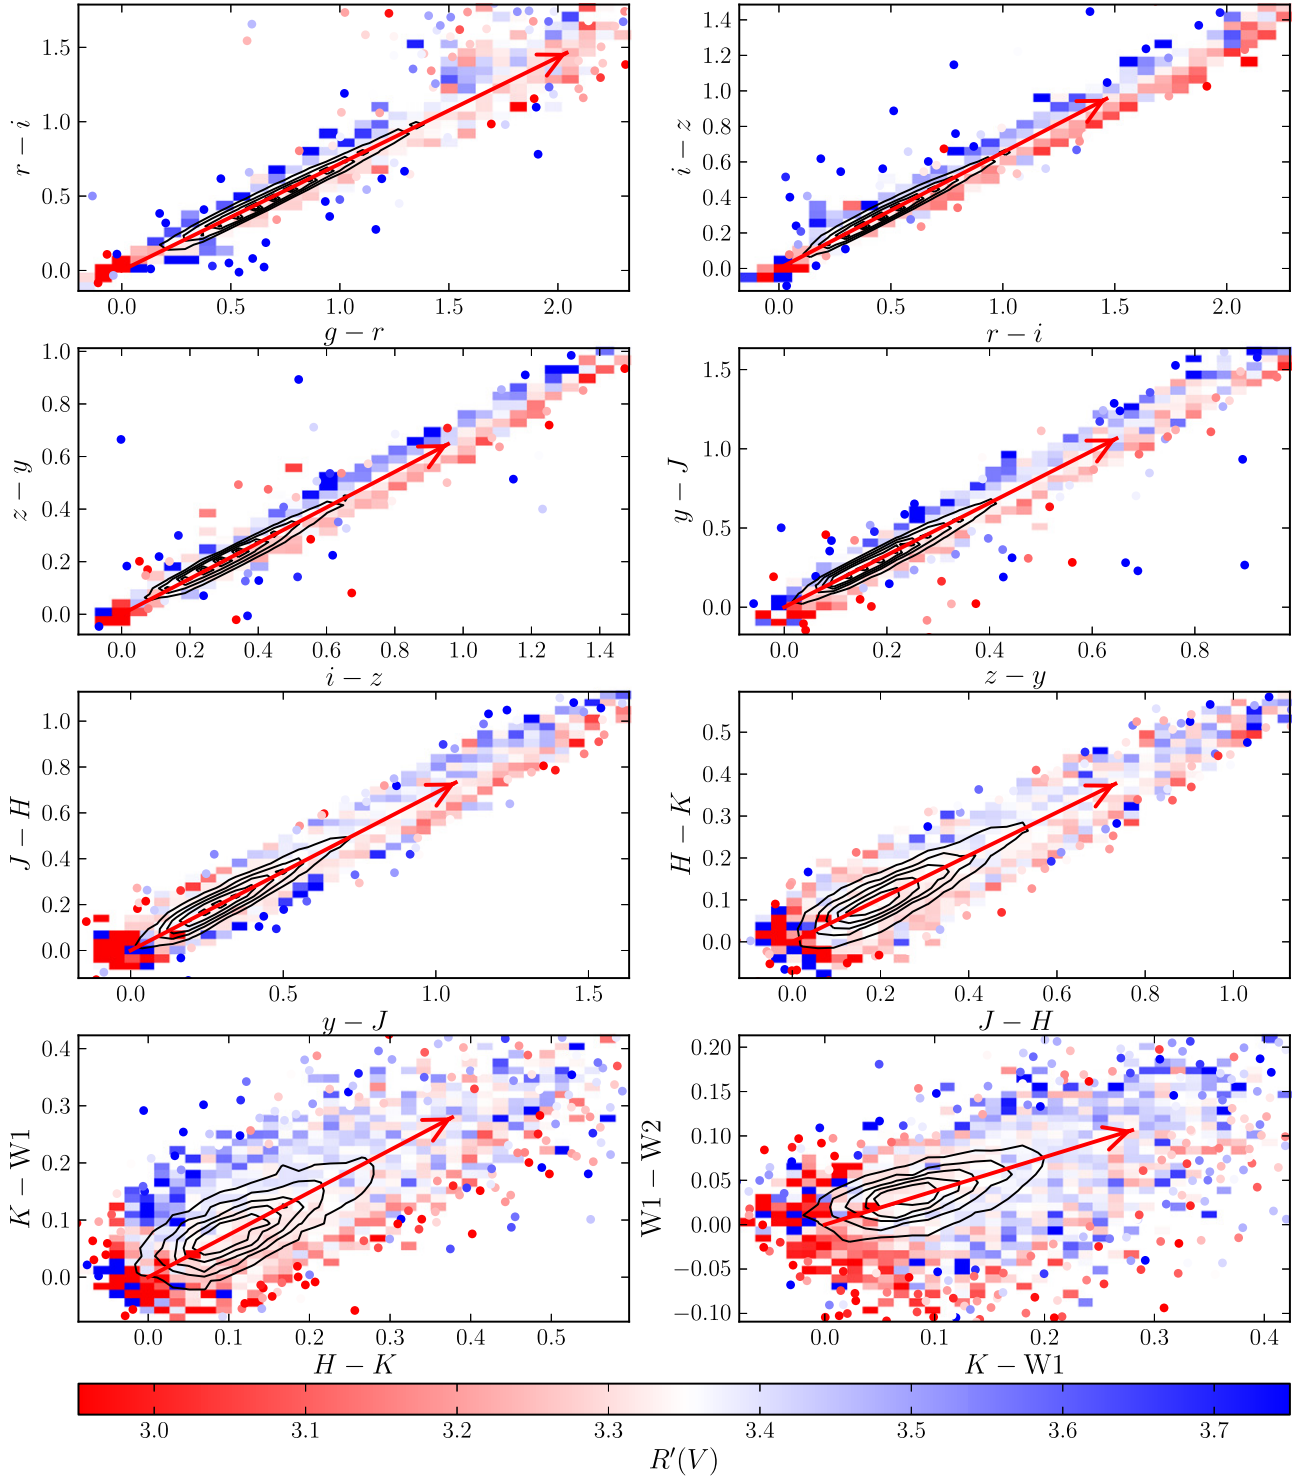 1.5
1.0
0.5
0.0
r − i
0.0 0.5 1.0 1.5 2.0
g − r
1.4
1.2
1.0
0.8
0.6
0.4
0.2
0.0
i − z
0.0 0.5 1.0 1.5 2.0
r − i
1.0
0.8
0.6
0.4
0.2
0.0
z − y
0.0 0.2 0.4 0.6 0.8 1.0 1.2 1.4
i − z
1.5
1.0
0.5
0.0
y − J
0.0 0.2 0.4 0.6 0.8
z − y
1.0
0.8
0.6
0.4
0.2
0.0
J − H
0.0 0.5 1.0 1.5
y − J
0.5
0.4
0.3
0.2
0.1
0.0
H − K
0.0 0.2 0.4 0.6 0.8 1.0
J − H
0.4
0.3
0.2
0.1
0.0
K − W1
0.0 0.1 0.2 0.3 0.4 0.5
H − K
0.20
0.15
0.10
0.05
0.00
−0.05
−0.10
W1 − W2
0.0 0.1 0.2 0.3 0.4
K − W1
3.0 3.1 3.2 3.3 3.4 3.5 3.6 3.7
R′(V)